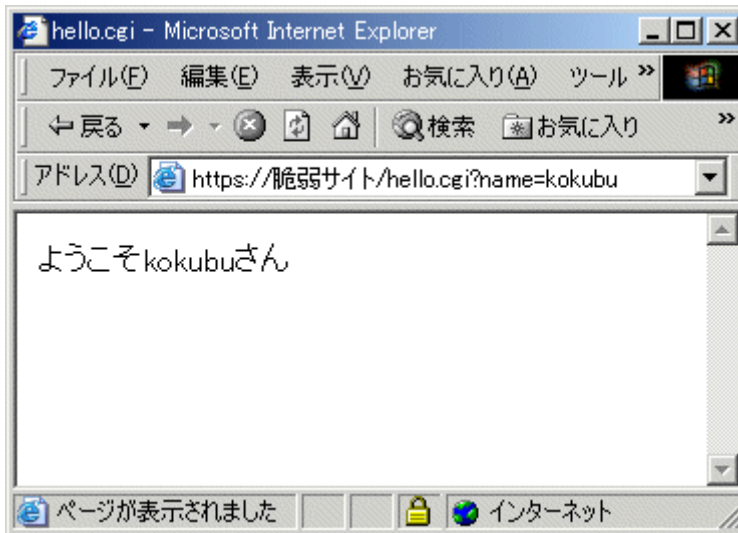 hello.cgi - Microsoft Internet Explorer
ファイル(F) 編集(E) 表示(V) お気に入り(A) ツール »
戻る 検索 お気に入り »
アドレス(D) https://脆弱サイト/hello.cgi?name=kokubu
ようこそkokubuさん
ページが表示されました インターネット